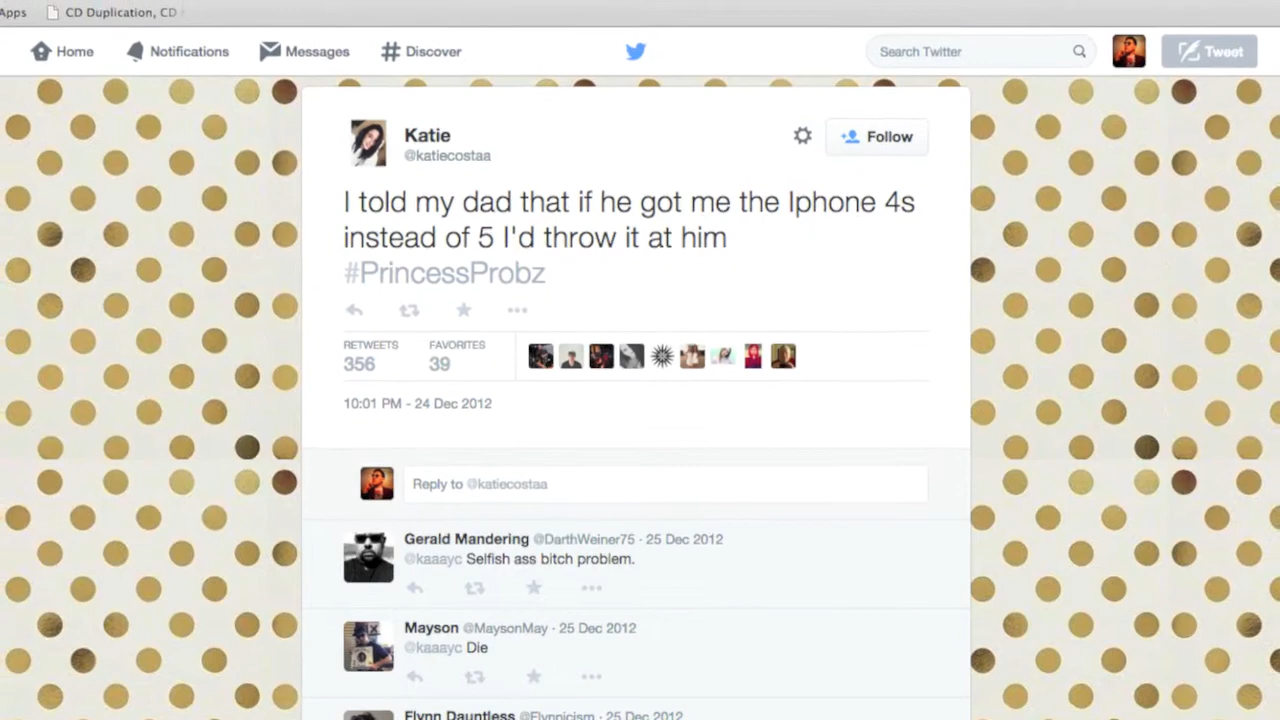 Apps CD Duplication, CD
Home Notifications Messages # Discover Search Twitter Tweet
Katie
@katiecostaa
Follow
I told my dad that if he got me the Iphone 4s
instead of 5 I'd throw it at him
#PrincessProbz
RETWEETS FAVORITES
356 39
10:01 PM - 24 Dec 2012
Reply to @katiecostaa
Gerald Mandering @DarthWeiner75 · 25 Dec 2012
@kaaayc Selfish ass bitch problem.
Mayson @MaysonMay · 25 Dec 2012
@kaaayc Die
Flynn Dauntless @Flynnicism · 25 Dec 2012